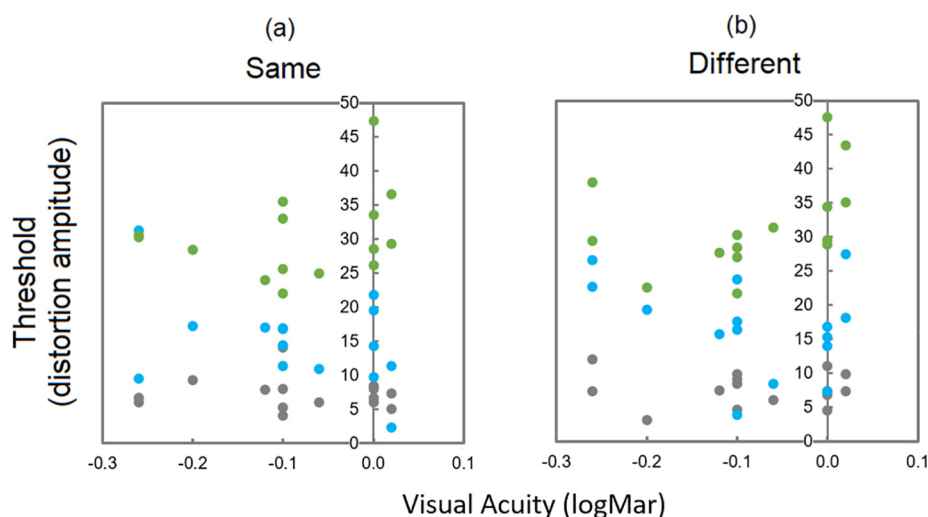 (a)
Same
(b)
Different
Threshold
(distortion ampitude)
50
45
40
35
30
25
20
15
10
5
0
-0.3 -0.2 -0.1 0.0 0.1
50
45
40
35
30
25
20
15
10
5
0
-0.3 -0.2 -0.1 0.0 0.1
Visual Acuity (logMar)